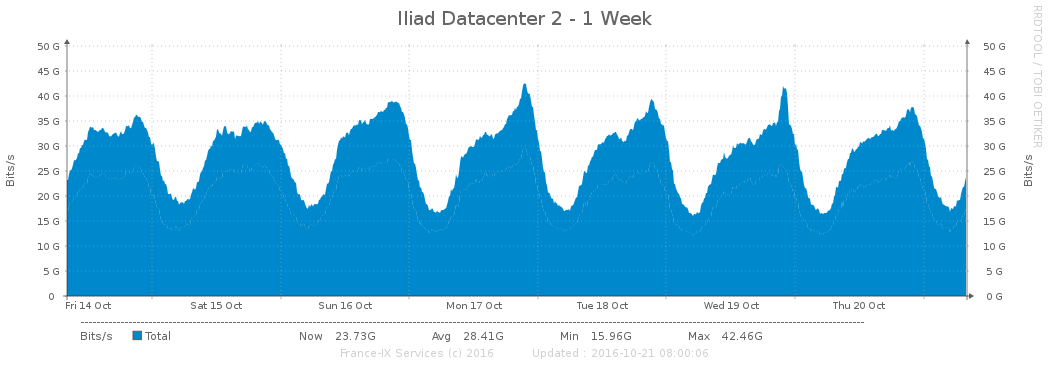 Iliad Datacenter 2 - 1 Week
RRDTOOL / TOBI OETIKER
Bits/s
50 G
45 G
40 G
35 G
30 G
25 G
20 G
15 G
10 G
5 G
0
50 G
45 G
40 G
35 G
30 G
25 G
20 G
15 G
10 G
5 G
0 G
Bits/s
Fri 14 Oct Sat 15 Oct Sun 16 Oct Mon 17 Oct Tue 18 Oct Wed 19 Oct Thu 20 Oct
Bits/s Total Now 23.73G Avg 28.41G Min 15.96G Max 42.46G
France-IX Services (c) 2016 Updated : 2016-10-21 08:00:06